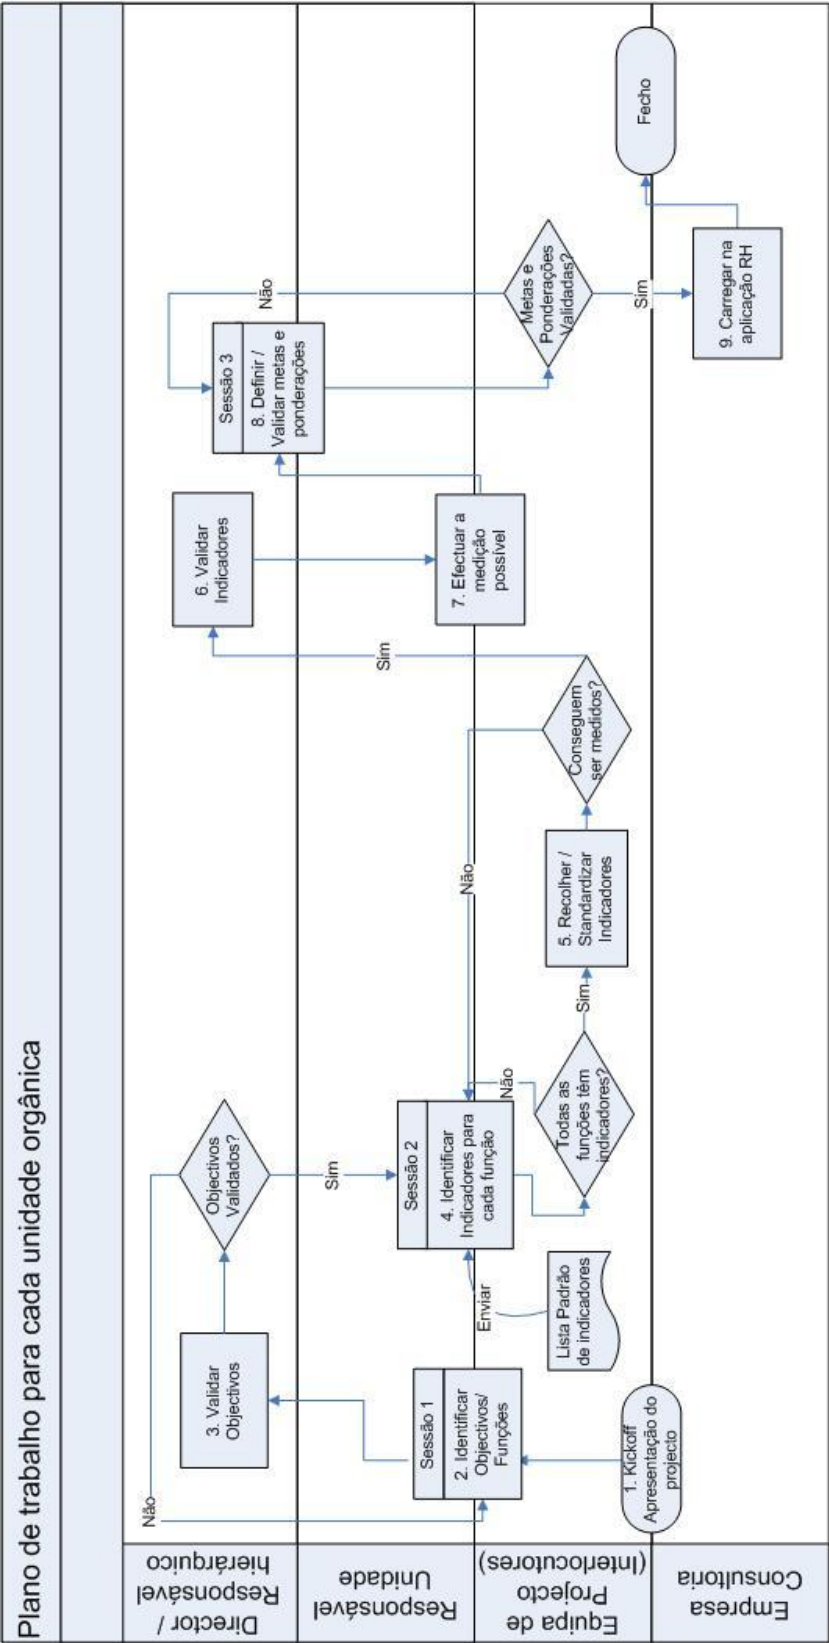 Plano de trabalho para cada unidade orgânica
Director /
Responsável
hierárquico
Responsável
Unidade
Equipa de
Projecto
(Interlocutores)
Empresa
Consultoria
1. Kickoff
Apresentação do
projecto
Sessão 1
2. Identificar
Objectivos/
Funções
3. Validar
Objectivos
Objectivos
Validados?
Não
Sim
Lista Padrão
de indicadores
Enviar
Sessão 2
4. Identificar
Indicadores para
cada função
Todas as
funções têm
indicadores?
Não
Sim
5. Recolher /
Standardizar
Indicadores
Conseguem
ser medidos?
Não
Sim
6. Validar
Indicadores
7. Efectuar a
medição
possível
Sessão 3
8. Definir /
Validar metas e
ponderações
Metas e
Ponderações
Validadas?
Não
Sim
9. Carregar na
aplicação RH
Fecho